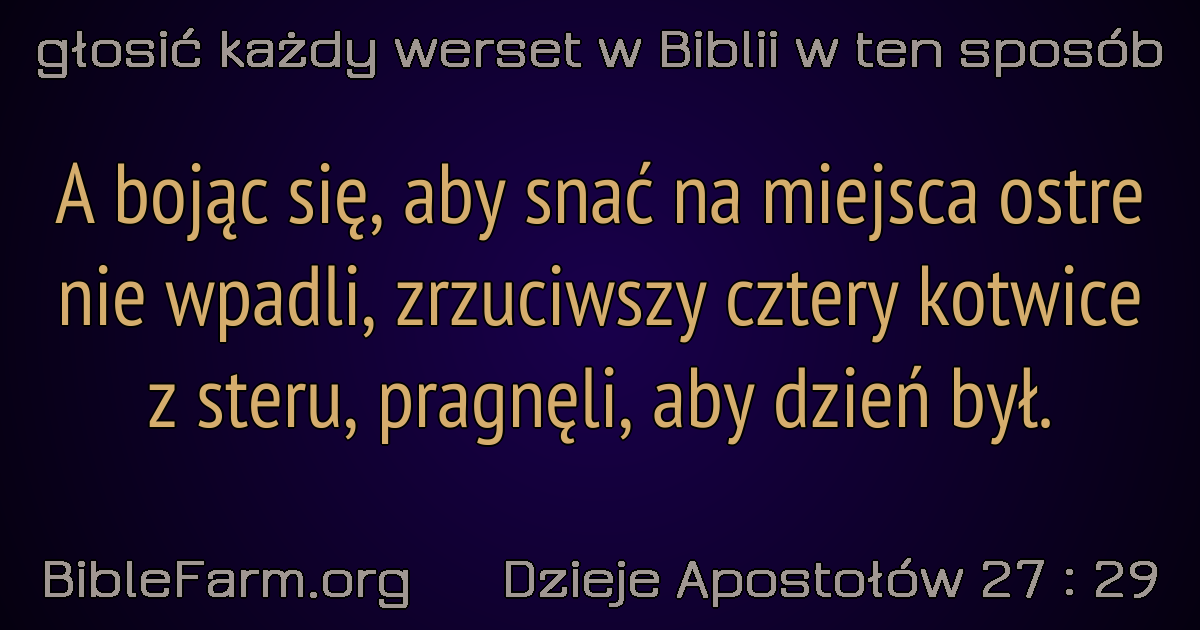 głosić każdy werset w Biblii w ten sposób
A bojąc się, aby snać na miejsca ostre
nie wpadli, zrzuciwszy cztery kotwice
z steru, pragnęli, aby dzień był.
BibleFarm.org
Dzieje Apostołów 27 : 29